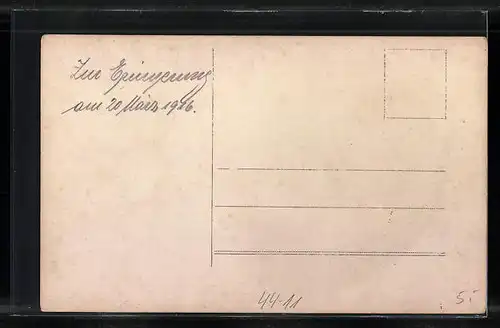 Zur Erinnerung
am 20 März 1926.
44-11
5.-